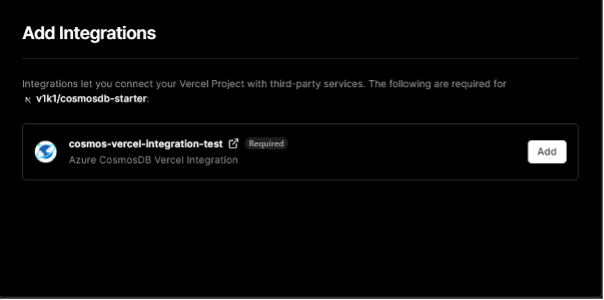 Add Integrations
Integrations let you connect your Vercel Project with third-party services. The following are required for
v1k1/cosmosdb-starter:
cosmos-vercel-integration-test Required
Azure CosmosDB Vercel Integration
Add